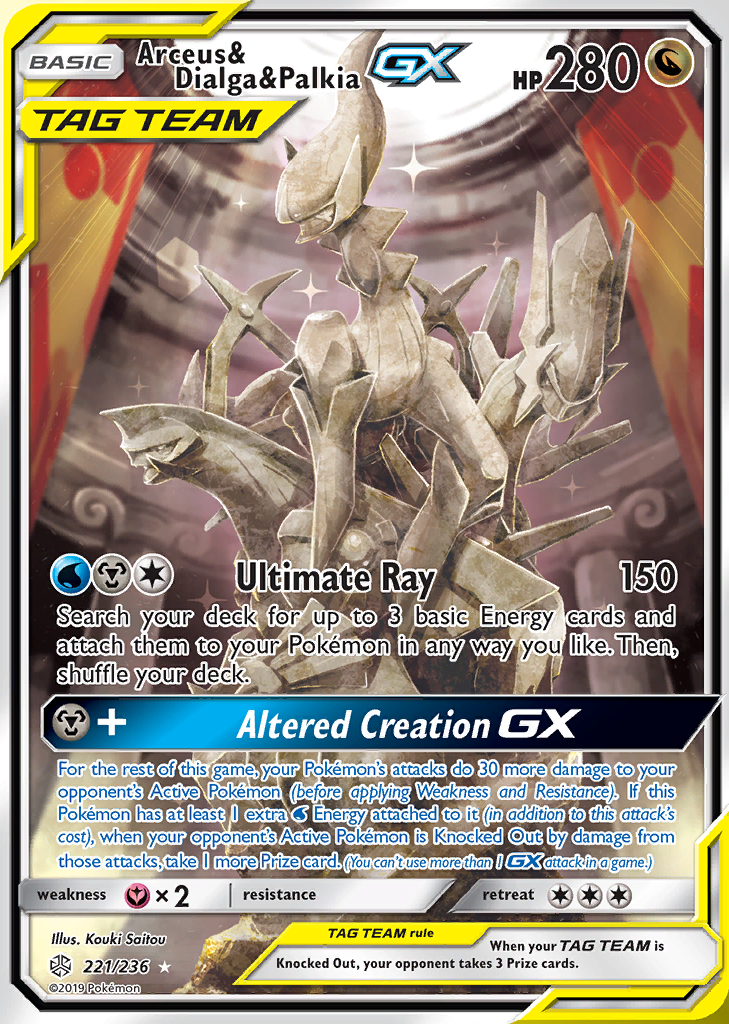 BASIC
Arceus&
Dialga&Palkia GX
HP 280
TAG TEAM
Ultimate Ray 150
Search your deck for up to 3 basic Energy cards and
attach them to your Pokémon in any way you like. Then,
shuffle your deck.
+ Altered Creation GX
For the rest of this game, your Pokémon's attacks do 30 more damage to your
opponent's Active Pokémon (before applying Weakness and Resistance). If this
Pokémon has at least 1 extra Energy attached to it (in addition to this attack's
cost), when your opponent's Active Pokémon is Knocked Out by damage from
those attacks, take 1 more Prize card. (You can't use more than 1 GX attack in a game.)
weakness ×2 resistance retreat
Illus. Kouki Saitou
221/236
©2019 Pokémon
TAG TEAM rule
When your TAG TEAM is
Knocked Out, your opponent takes 3 Prize cards.